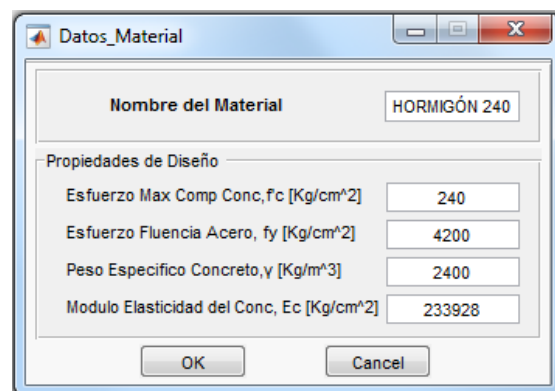 Datos_Material
Nombre del Material HORMIGÓN 240
Propiedades de Diseño
Esfuerzo Max Comp Conc,f'c [Kg/cm^2] 240
Esfuerzo Fluencia Acero, fy [Kg/cm^2] 4200
Peso Especifico Concreto,γ [Kg/m^3] 2400
Modulo Elasticidad del Conc, Ec [Kg/cm^2] 233928
OK Cancel